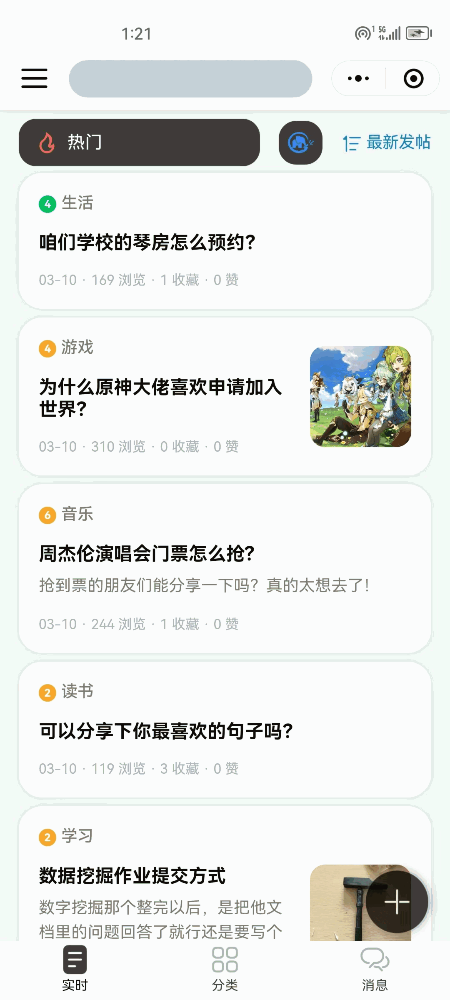 1:21
1 5G
热门
最新发帖
4 生活
咱们学校的琴房怎么预约?
03-10 · 169 浏览 · 1 收藏 · 0 赞
4 游戏
为什么原神大佬喜欢申请加入
世界?
03-10 · 310 浏览 · 0 收藏 · 0 赞
6 音乐
周杰伦演唱会门票怎么抢?
抢到票的朋友们能分享一下吗？真的太想去了!
03-10 · 244 浏览 · 1 收藏 · 0 赞
2 读书
可以分享下你最喜欢的句子吗?
03-10 · 119 浏览 · 3 收藏 · 0 赞
2 学习
数据挖掘作业提交方式
数字挖掘那个整完以后，是把他文
档里的问题回答了就行还是要写个
实时
分类
消息